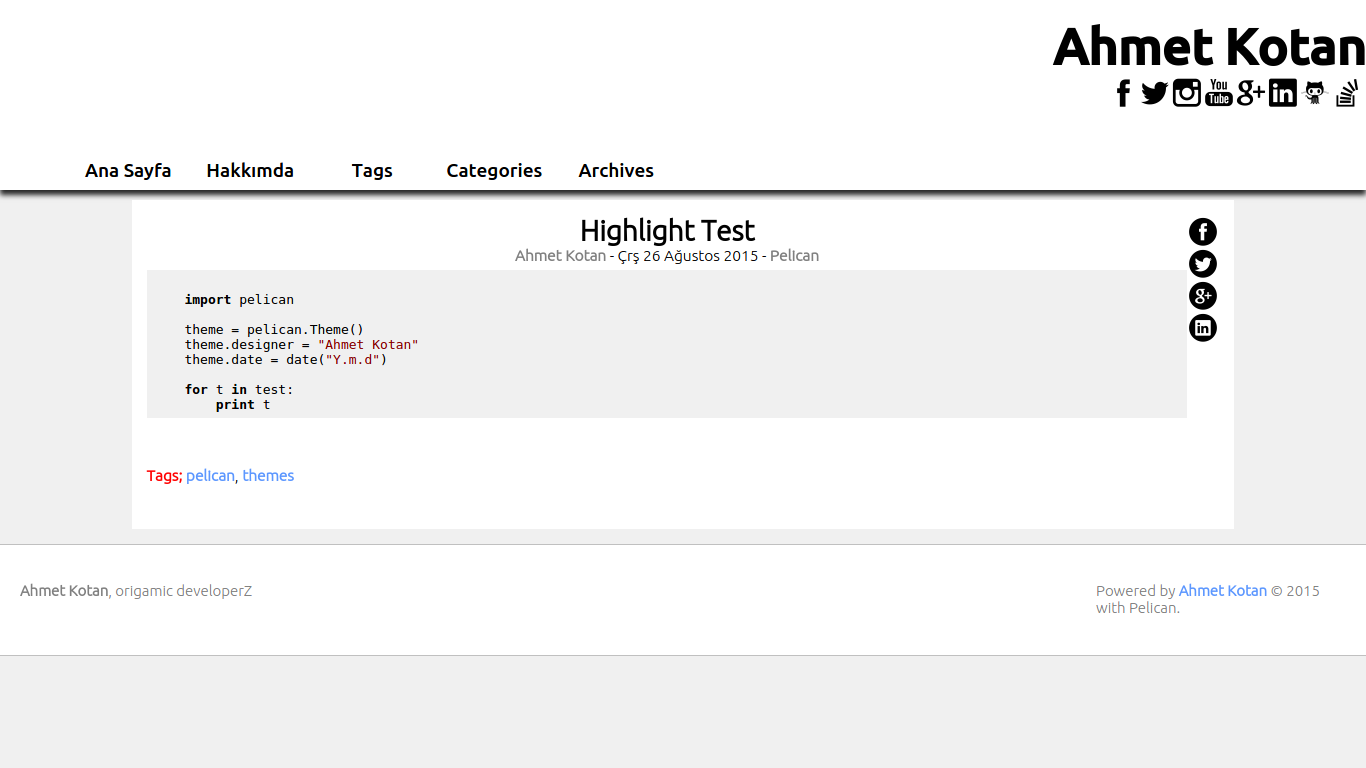 Ahmet Kotan
You Tube
Ana Sayfa Hakkımda Tags Categories Archives
Highlight Test
Ahmet Kotan - Çrş 26 Ağustos 2015 - Pelican
import pelican
theme = pelican.Theme()
theme.designer = "Ahmet Kotan"
theme.date = date("Y.m.d")
for t in test:
    print t
Tags; pelican, themes
Ahmet Kotan, origamic developerZ
Powered by Ahmet Kotan © 2015
with Pelican.